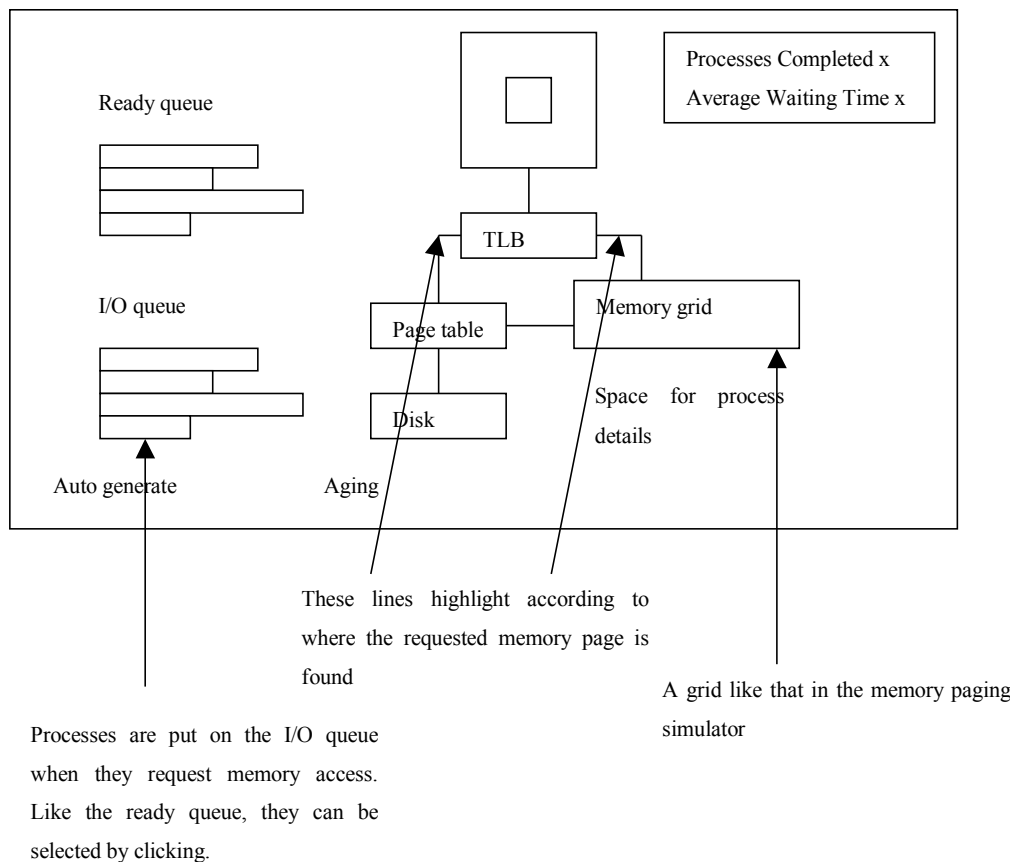 Processes Completed x
Average Waiting Time x
Ready queue
TLB
I/O queue
Memory grid
Page table
Space for process
details
Disk
Auto generate
Aging
These lines highlight according to
where the requested memory page is
found
A grid like that in the memory paging
simulator
Processes are put on the I/O queue
when they request memory access.
Like the ready queue, they can be
selected by clicking.